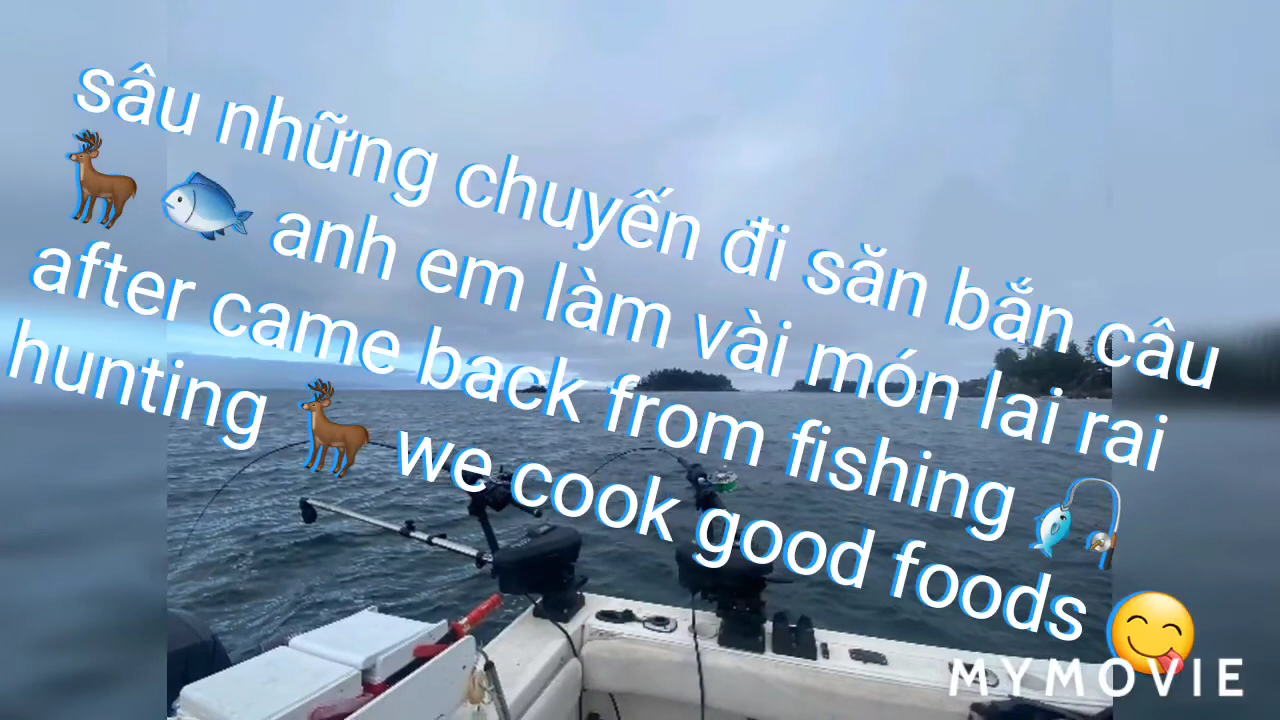 sâu những chuyến đi săn bắn câu
🦌 🐟 anh em làm vài món lai rai
after came back from fishing 🎣
hunting 🦌 we cook good foods 😋
MYMOVIE